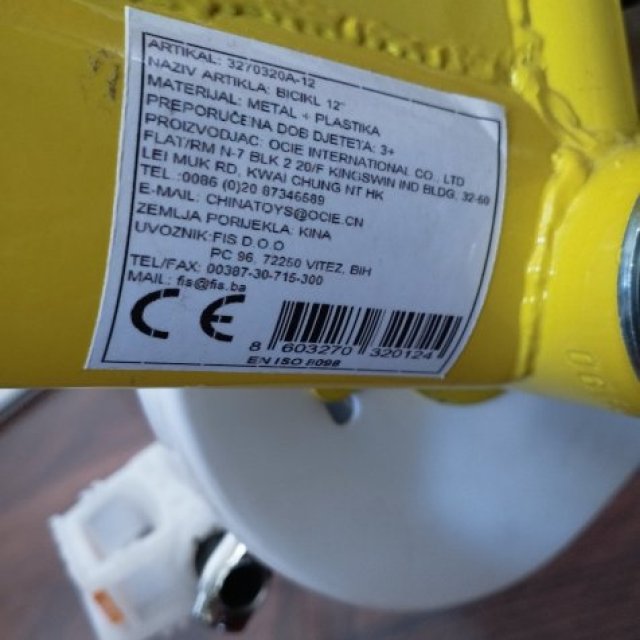 ARTIKAL: 3270320A-12
NAZIV ARTIKLA: BICIKL 12"
MATERIJAL: METAL + PLASTIKA
PREPORUČENA DOB DJETETA: 3+
PROIZVODJAC: OCIE INTERNATIONAL CO., LTD
FLAT/RM N-7 BLK 2 20/F KINGSWIN IND BLDG, 32-50
LEI MUK RD, KWAI CHUNG NT HK
TEL.:0086 (0)20 87346589
E-MAIL: CHINATOYS@OCIE.CN
ZEMLJA PORIJEKLA: KINA
UVOZNIK:FIS D.O.O
PC 96, 72250 VITEZ, BIH
TEL/FAX: 00387-30-715-300
MAIL: fis@fis.ba
CE
8 603270 320124
EN ISO 8098